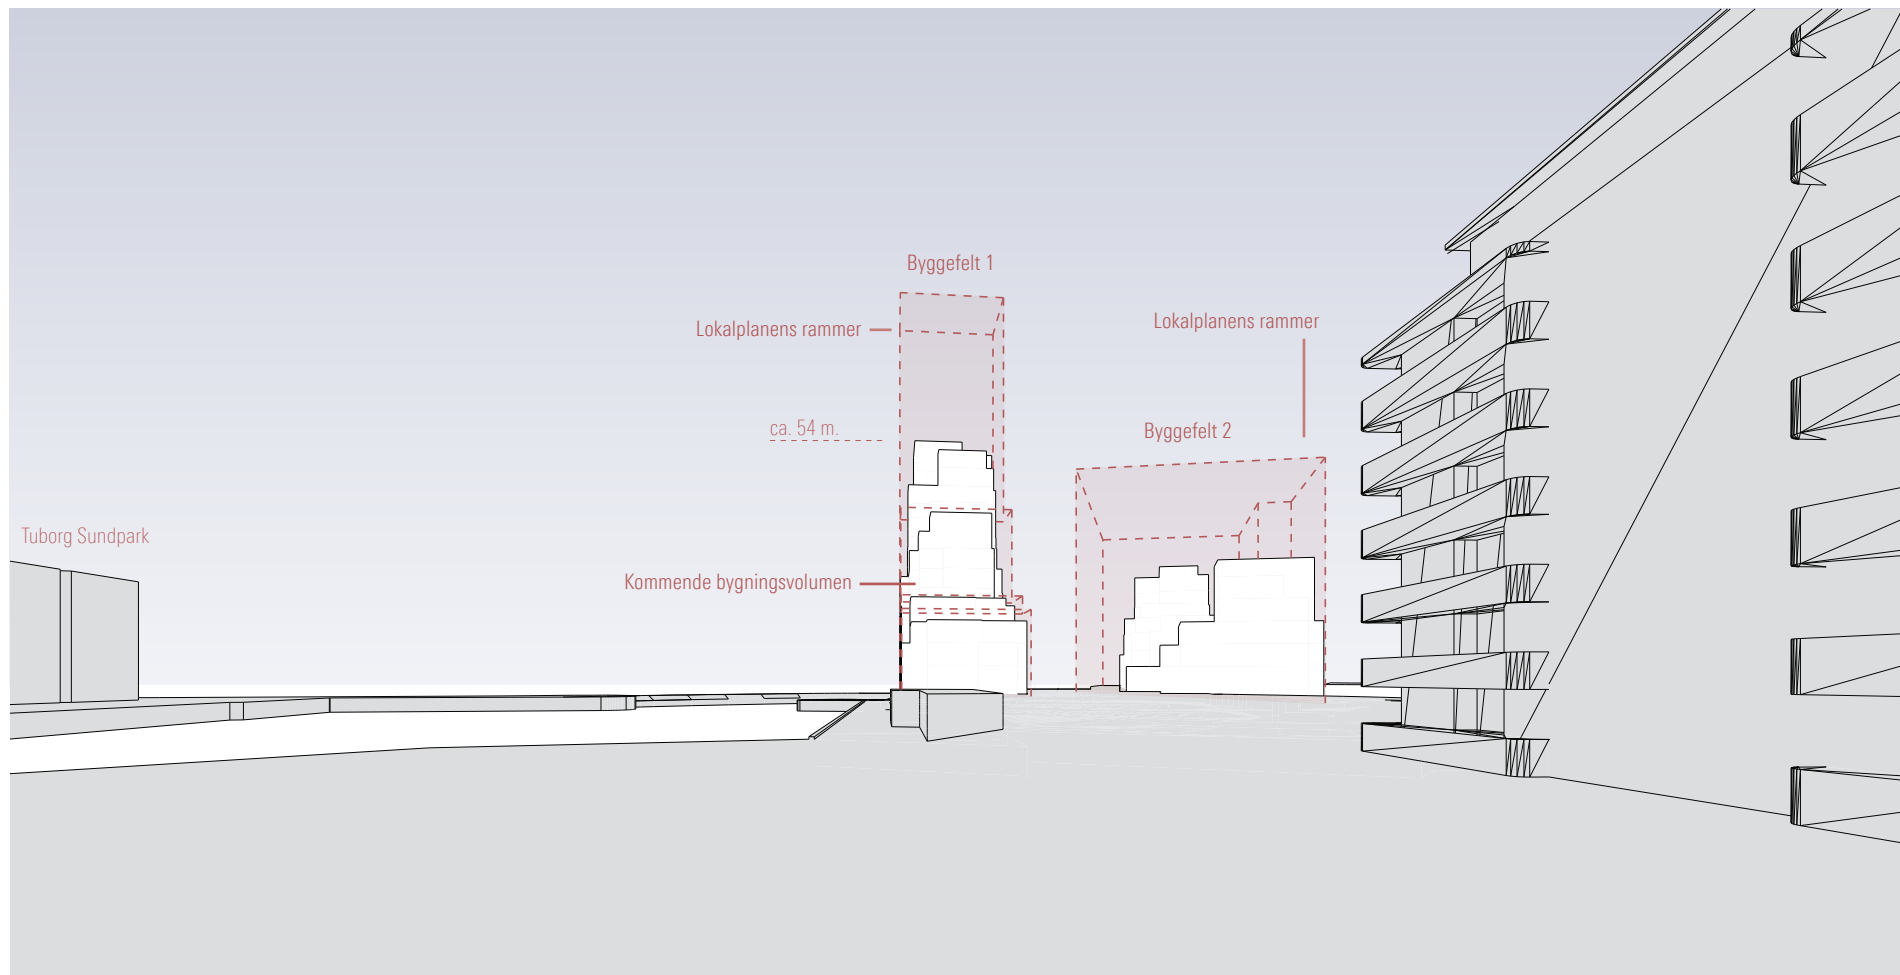 Byggefelt 1
Lokalplanens rammer
Lokalplanens rammer
ca. 54 m.
Byggefelt 2
Tuborg Sundpark
Kommende bygningsvolumen